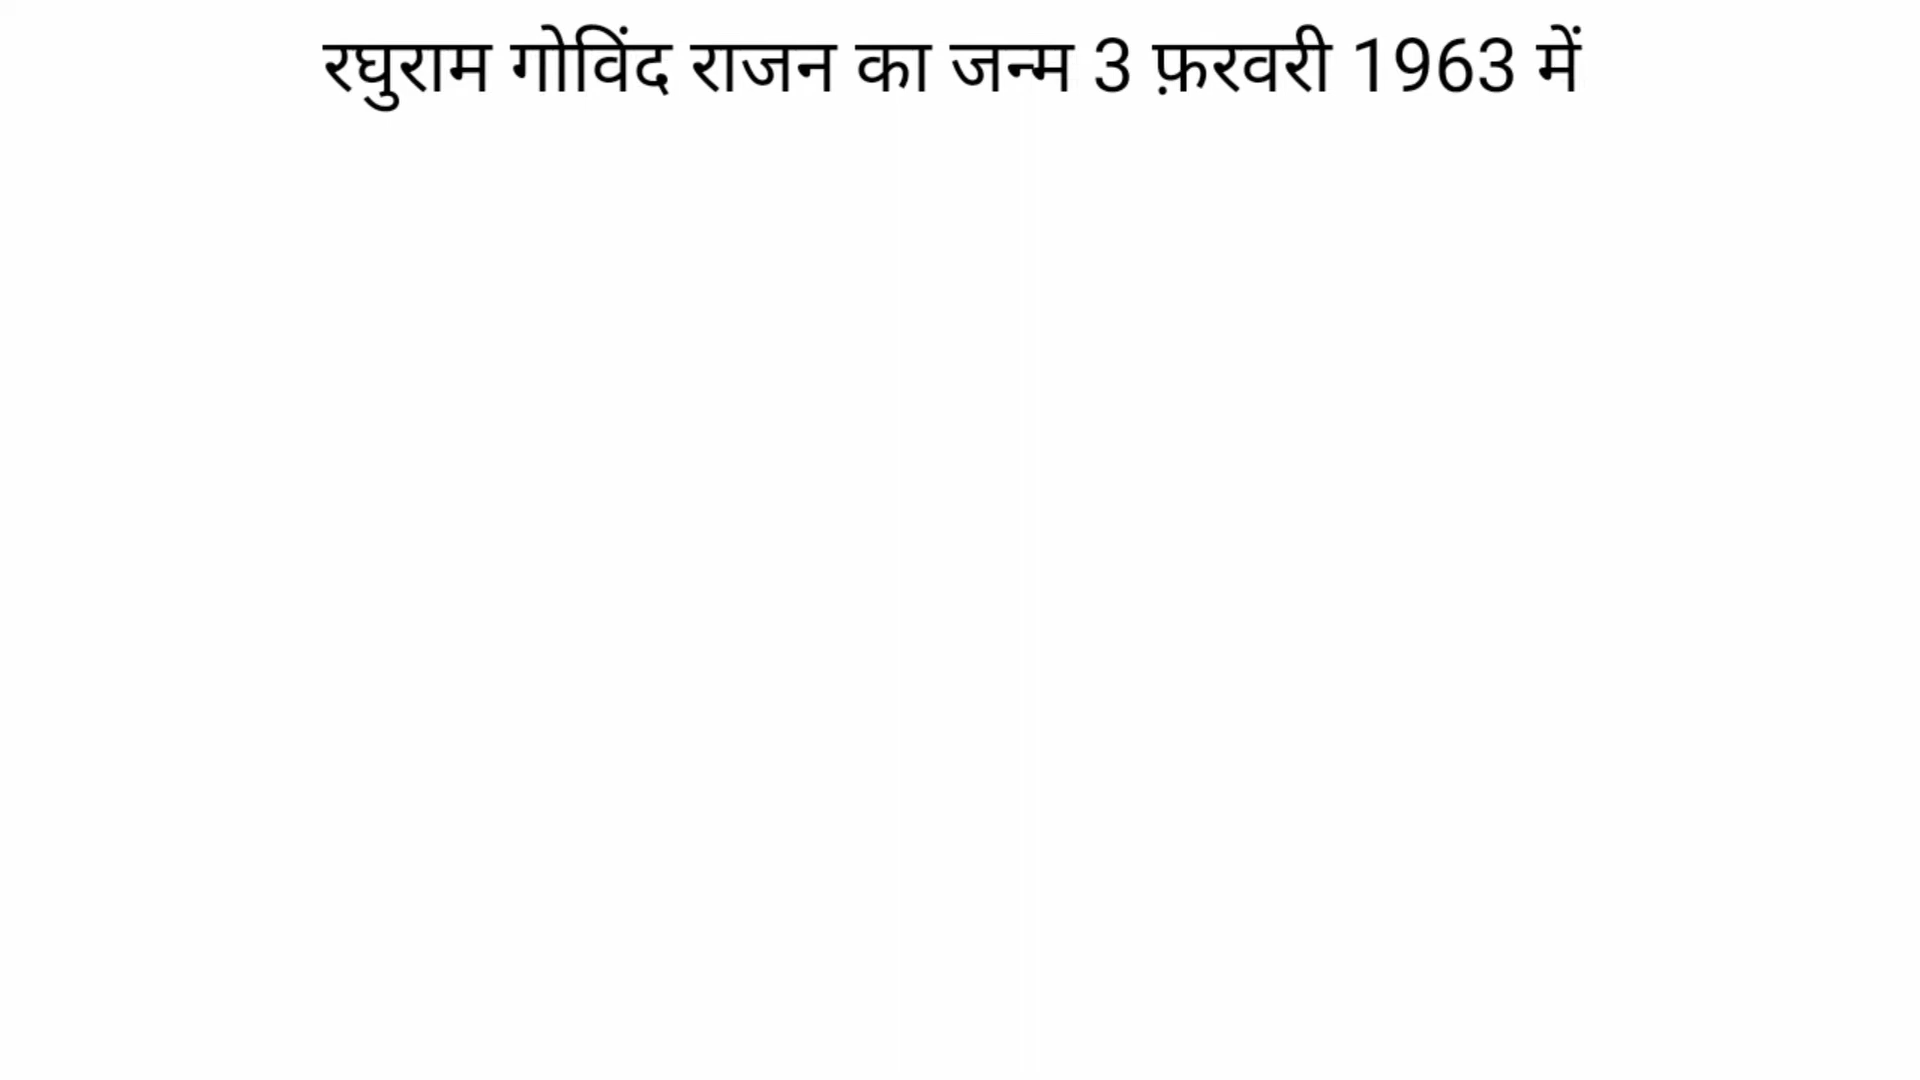 रघुराम गोविंद राजन का जन्म 3 फ़रवरी 1963 में